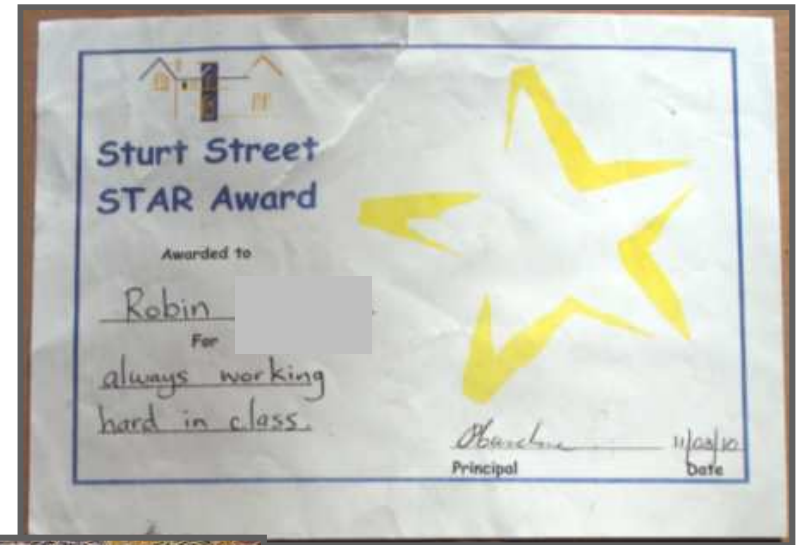 Sturt Street
STAR Award
Awarded to
Robin
For
always working
hard in class.
11/03/10
Principal
Date